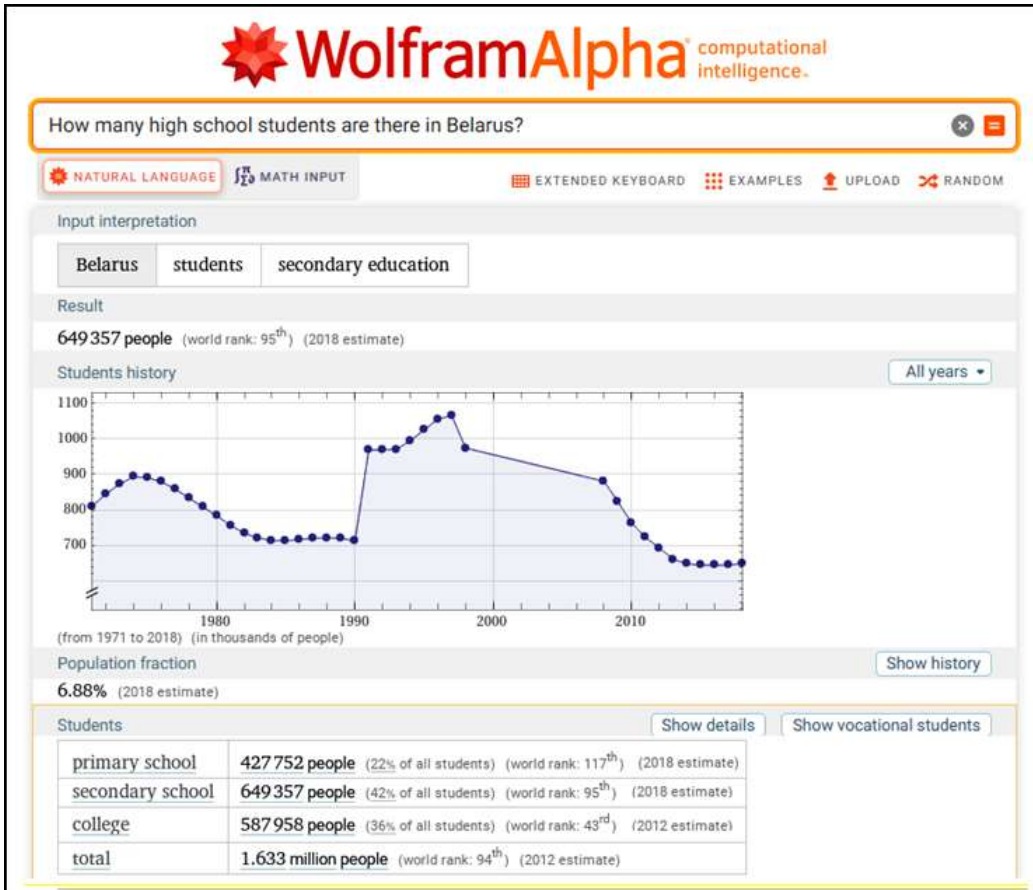 WolframAlpha computational intelligence.
How many high school students are there in Belarus?
NATURAL LANGUAGE MATH INPUT EXTENDED KEYBOARD EXAMPLES UPLOAD RANDOM
Input interpretation
Belarus students secondary education
Result
649357 people (world rank: 95th) (2018 estimate)
Students history All years
1100
1000
900
800
700
1980 1990 2000 2010
(from 1971 to 2018) (in thousands of people)
Population fraction Show history
6.88% (2018 estimate)
Students Show details Show vocational students
primary school 427752 people (22% of all students) (world rank: 117th) (2018 estimate)
secondary school 649357 people (42% of all students) (world rank: 95th) (2018 estimate)
college 587958 people (36% of all students) (world rank: 43rd) (2012 estimate)
total 1.633 million people (world rank: 94th) (2012 estimate)